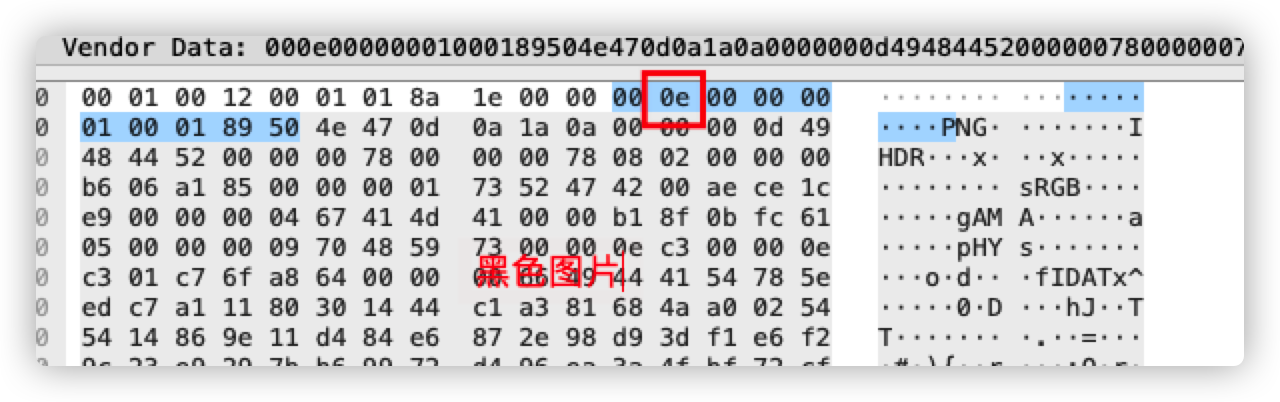 Vendor Data: 000e00000001000189504e470d0a1a0a0000000d49484452000000780000007
0 00 01 00 12 00 01 01 8a 1e 00 00 00 0e 00 00 00 ········ ········
0 01 00 01 89 50 4e 47 0d 0a 1a 0a 00 00 00 0d 49 ····PNG· ·······I
0 48 44 52 00 00 00 78 00 00 00 78 08 02 00 00 00 HDR···x· ··x·····
0 b6 06 a1 85 00 00 00 01 73 52 47 42 00 ae ce 1c ········ sRGB····
0 e9 00 00 00 04 67 41 4d 41 00 00 b1 8f 0b fc 61 ·····gAM A······a
0 05 00 00 00 09 70 48 59 73 00 00 0e c3 00 00 0e ·····pHY s·······
0 c3 01 c7 6f a8 64 00 00 00 66 49 44 41 54 78 5e ···o·d·· ·fIDATx^
黑色图片
0 ed c7 a1 11 80 30 14 44 c1 a3 81 68 4a a0 02 54 ·····0·D ···hJ··T
0 54 14 86 9e 11 d4 84 e6 87 2e 98 d9 3d f1 e6 f2 T······· ·.··=···